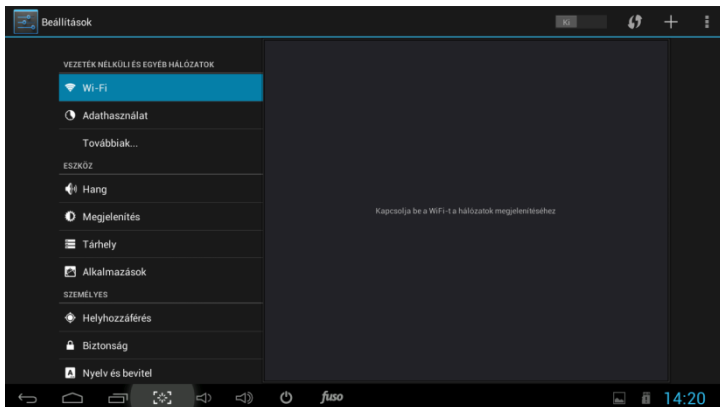 Beállítások
Ki
VEZETÉK NÉLKÜLI ÉS EGYÉB HÁLÓZATOK
Wi-Fi
Adathasználat
Továbbiak...
ESZKÖZ
Hang
Megjelenítés
Tárhely
Alkalmazások
SZEMÉLYES
Helyhozzáférés
Biztonság
A Nyelv és bevitel
Kapcsolja be a WiFi-t a hálózatok megjelenítéséhez
fuso
14:20